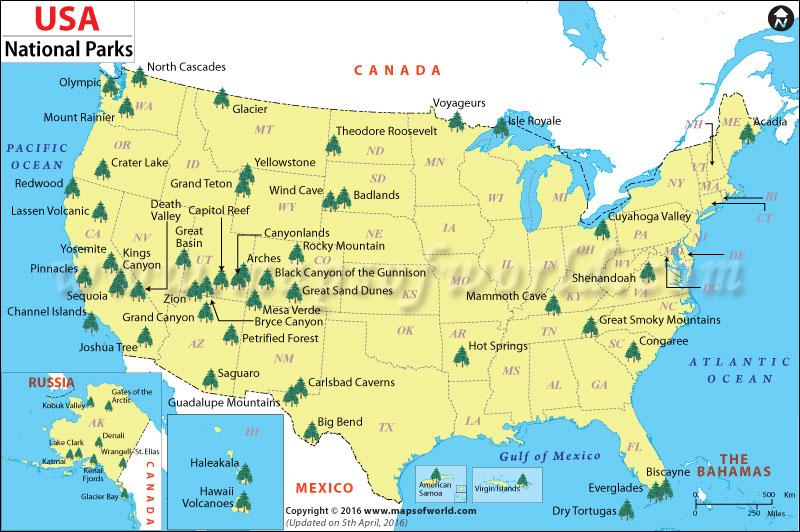 USA
National Parks
N
CANADA
PACIFIC
OCEAN
North Cascades
Olympic
Mount Rainier
WA
Glacier
MT
OR
ID
Crater Lake
Redwood
Lassen Volcanic
Yellowstone
Grand Teton
WY
Theodore Roosevelt
ND
SD
Wind Cave
Badlands
Voyageurs
Isle Royale
MN
WI
MI
NH
ME
Acadia
VT
NY
MA
RI
CT
Cuyahoga Valley
PA
NJ
DE
DC
MD
OH
IN
IL
IA
NE
Death
Valley
Capitol Reef
Great
Basin
Canyonlands
Rocky Mountain
CA
NV
UT
CO
Yosemite
Kings
Canyon
Pinnacles
Sequoia
Zion
Arches
Black Canyon of the Gunnison
Great Sand Dunes
Mesa Verde
Bryce Canyon
Grand Canyon
Petrified Forest
Channel Islands
Joshua Tree
AZ
NM
Saguaro
Carlsbad Caverns
Guadalupe Mountains
Big Bend
TX
KS
OK
MO
AR
LA
Hot Springs
Mammoth Cave
KY
WV
VA
Shenandoah
TN
NC
Great Smoky Mountains
SC
Congaree
MS
AL
GA
FL
ATLANTIC
OCEAN
Gulf of Mexico
MEXICO
THE
BAHAMAS
Biscayne
Everglades
Dry Tortugas
RUSSIA
Kobuk Valley
Gates of the
Arctic
AK
Denali
Lake Clark
Wrangell-St. Elias
Katmai
Kenai
Fjords
Glacier Bay
CANADA
HI
Haleakala
Hawaii
Volcanoes
American
Samoa
Virgin Islands
0
500
Km
0
250
Miles
Copyright © 2016 www.mapsofworld.com
(Updated on 5th April, 2016)
www.mapsofworld.com